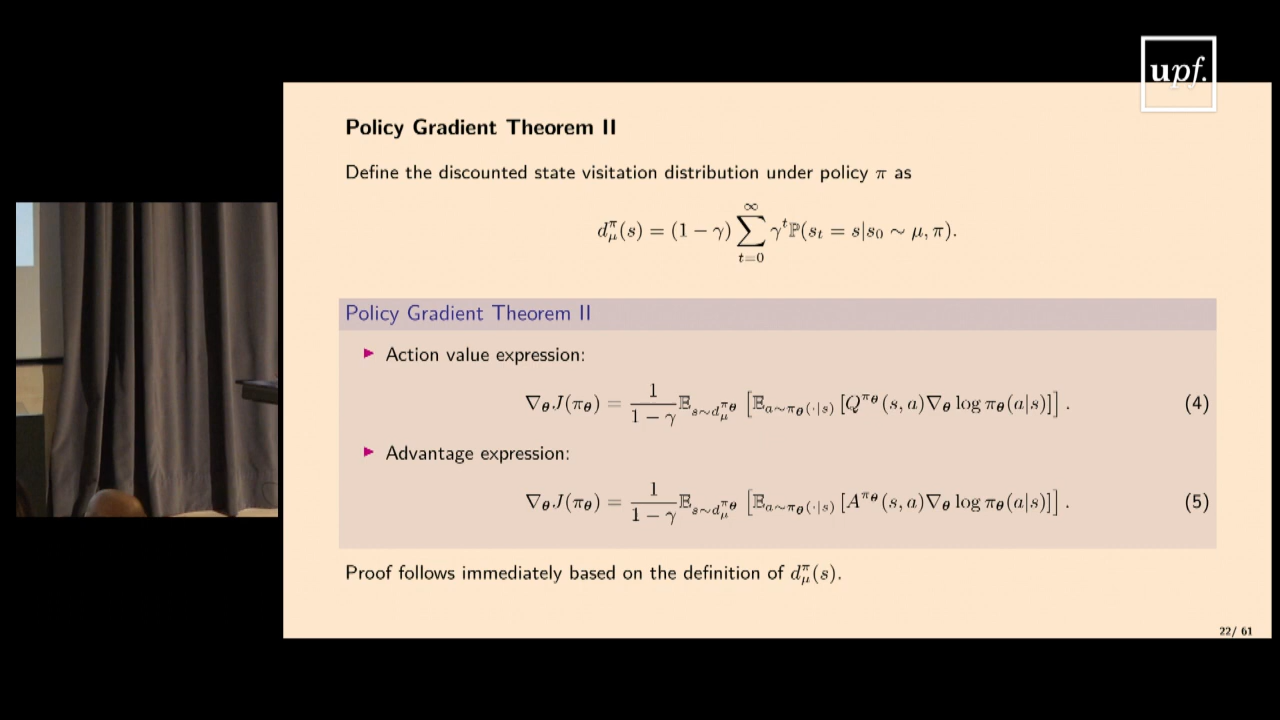 upf.
Policy Gradient Theorem II
Define the discounted state visitation distribution under policy π as
d^π_μ(s) = (1 − γ) ∑_{t=0}^{∞} γ^t ℙ(s_t = s|s_0 ∼ μ, π).
Policy Gradient Theorem II
▶ Action value expression:
∇_θ J(π_θ) = \frac{1}{1 − γ} 𝔼_{s∼d^{π_θ}_μ} [𝔼_{a∼π_θ(·|s)} [Q^{π_θ}(s, a)∇_θ log π_θ(a|s)]] . (4)
▶ Advantage expression:
∇_θ J(π_θ) = \frac{1}{1 − γ} 𝔼_{s∼d^{π_θ}_μ} [𝔼_{a∼π_θ(·|s)} [A^{π_θ}(s, a)∇_θ log π_θ(a|s)]] . (5)
Proof follows immediately based on the definition of d^π_μ(s).
22/ 61